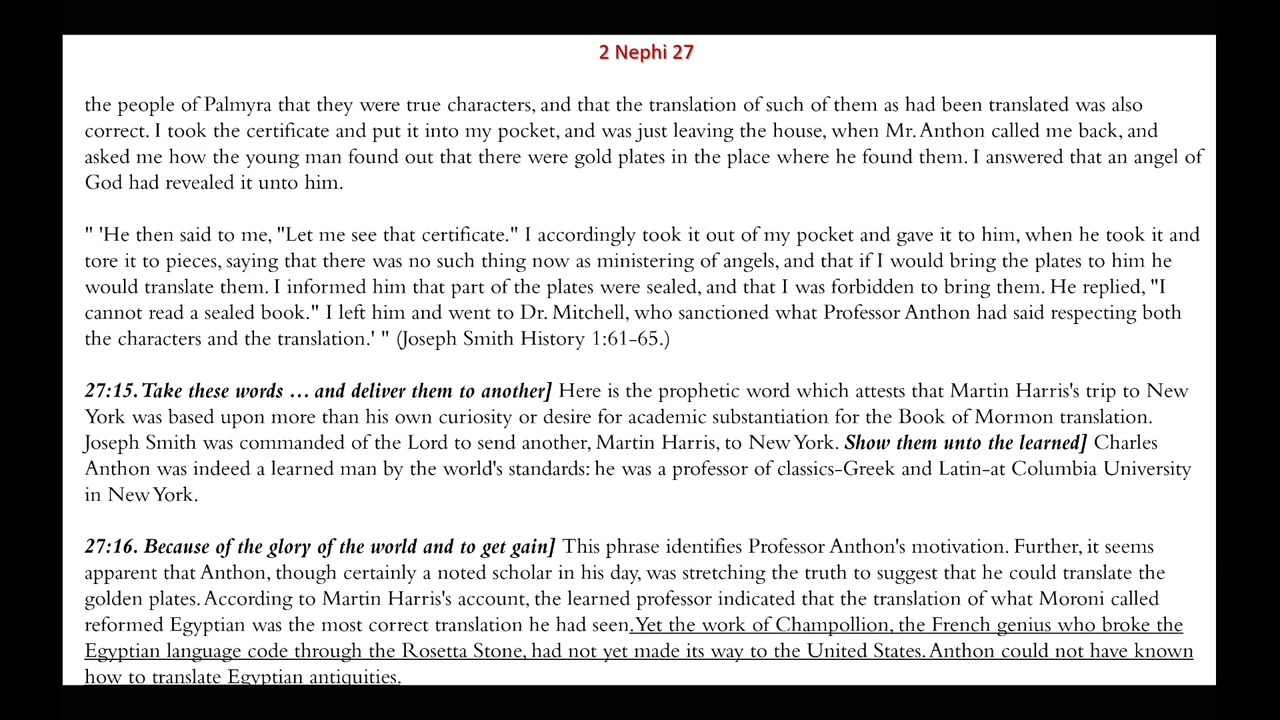 2 Nephi 27
the people of Palmyra that they were true characters, and that the translation of such of them as had been translated was also
correct. I took the certificate and put it into my pocket, and was just leaving the house, when Mr. Anthon called me back, and
asked me how the young man found out that there were gold plates in the place where he found them. I answered that an angel of
God had revealed it unto him.
" 'He then said to me, "Let me see that certificate." I accordingly took it out of my pocket and gave it to him, when he took it and
tore it to pieces, saying that there was no such thing now as ministering of angels, and that if I would bring the plates to him he
would translate them. I informed him that part of the plates were sealed, and that I was forbidden to bring them. He replied, "I
cannot read a sealed book." I left him and went to Dr. Mitchell, who sanctioned what Professor Anthon had said respecting both
the characters and the translation.' " (Joseph Smith History 1:61-65.)
27:15. Take these words … and deliver them to another] Here is the prophetic word which attests that Martin Harris's trip to New
York was based upon more than his own curiosity or desire for academic substantiation for the Book of Mormon translation.
Joseph Smith was commanded of the Lord to send another, Martin Harris, to New York. Show them unto the learned] Charles
Anthon was indeed a learned man by the world's standards: he was a professor of classics-Greek and Latin-at Columbia University
in New York.
27:16. Because of the glory of the world and to get gain] This phrase identifies Professor Anthon's motivation. Further, it seems
apparent that Anthon, though certainly a noted scholar in his day, was stretching the truth to suggest that he could translate the
golden plates. According to Martin Harris's account, the learned professor indicated that the translation of what Moroni called
reformed Egyptian was the most correct translation he had seen. Yet the work of Champollion, the French genius who broke the
Egyptian language code through the Rosetta Stone, had not yet made its way to the United States. Anthon could not have known
how to translate Egyptian antiquities.